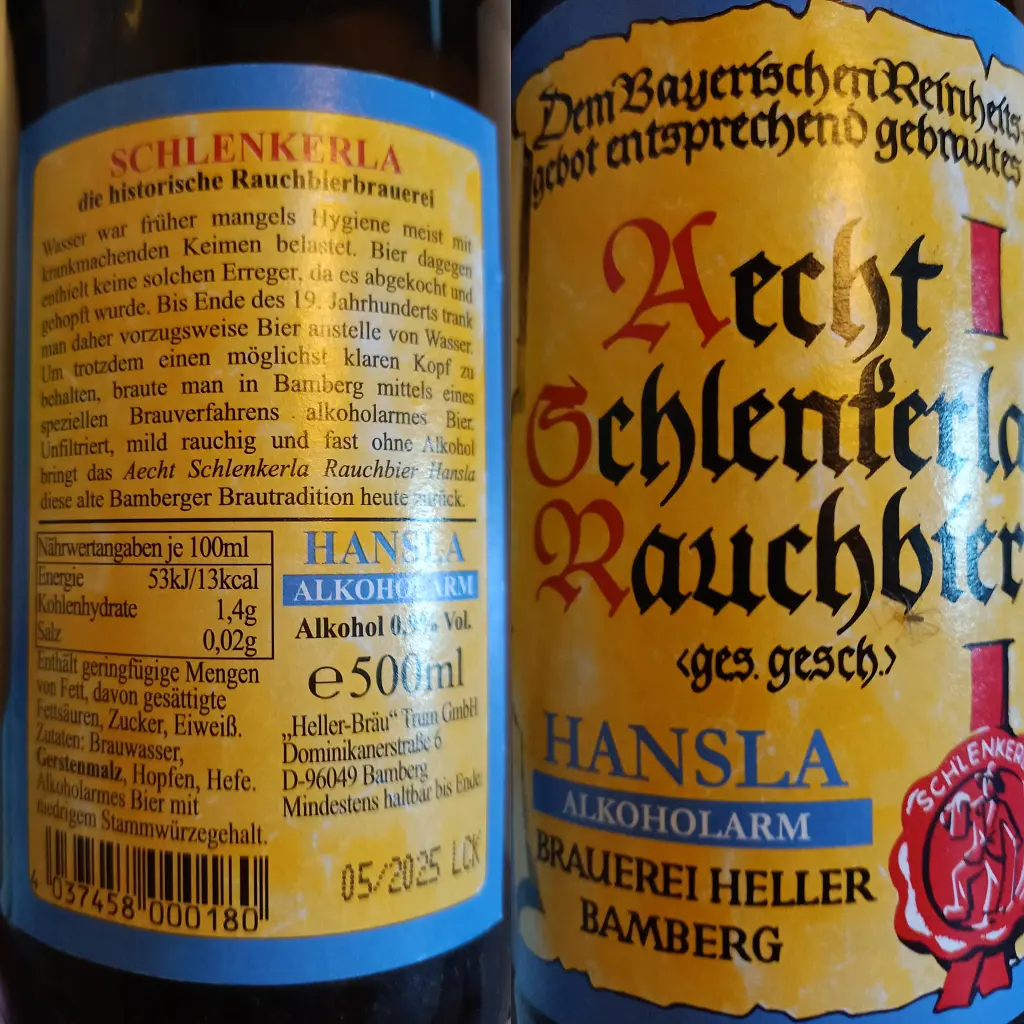 SCHLENKERLA
die historische Rauchbierbrauerei
Wasser war früher mangels Hygiene meist mit
krankmachenden Keimen belastet. Bier dagegen
enthielt keine solchen Erreger, da es abgekocht und
gehopft wurde. Bis Ende des 19. Jahrhunderts trank
man daher vorzugsweise Bier anstelle von Wasser.
Um trotzdem einen möglichst klaren Kopf zu
behalten, braute man in Bamberg mittels eines
speziellen Brauverfahrens alkoholarmes Bier.
Unfiltriert, mild rauchig und fast ohne Alkohol
bringt das Aecht Schlenkerla Rauchbier Hansla
diese alte Bamberger Brautradition heute zurück.
Nährwertangaben je 100ml
Energie 53kJ/13kcal
Kohlenhydrate 1,4g
Salz 0,02g
Enthält geringfügige Mengen
von Fett, davon gesättigte
Fettsäuren, Zucker, Eiweiß.
Zutaten: Brauwasser,
Gerstenmalz, Hopfen, Hefe.
Alkoholarmes Bier mit
niedrigem Stammwürzegehalt.
4 037458 000180
HANSLA
ALKOHOLARM
Alkohol Vol.
℮500ml
„Heller-Bräu“ Trum GmbH
Dominikanerstraße 6
D-96049 Bamberg
Mindestens haltbar bis Ende:
05/2025 LCK
Dem Bayerischen Reinheits-
gebot entsprechend gebrautes
Aecht
Schlenkerla
Rauchbier
<ges. gesch.>
HANSLA
ALKOHOLARM
BRAUEREI HELLER
BAMBERG
SCHLENKERLA